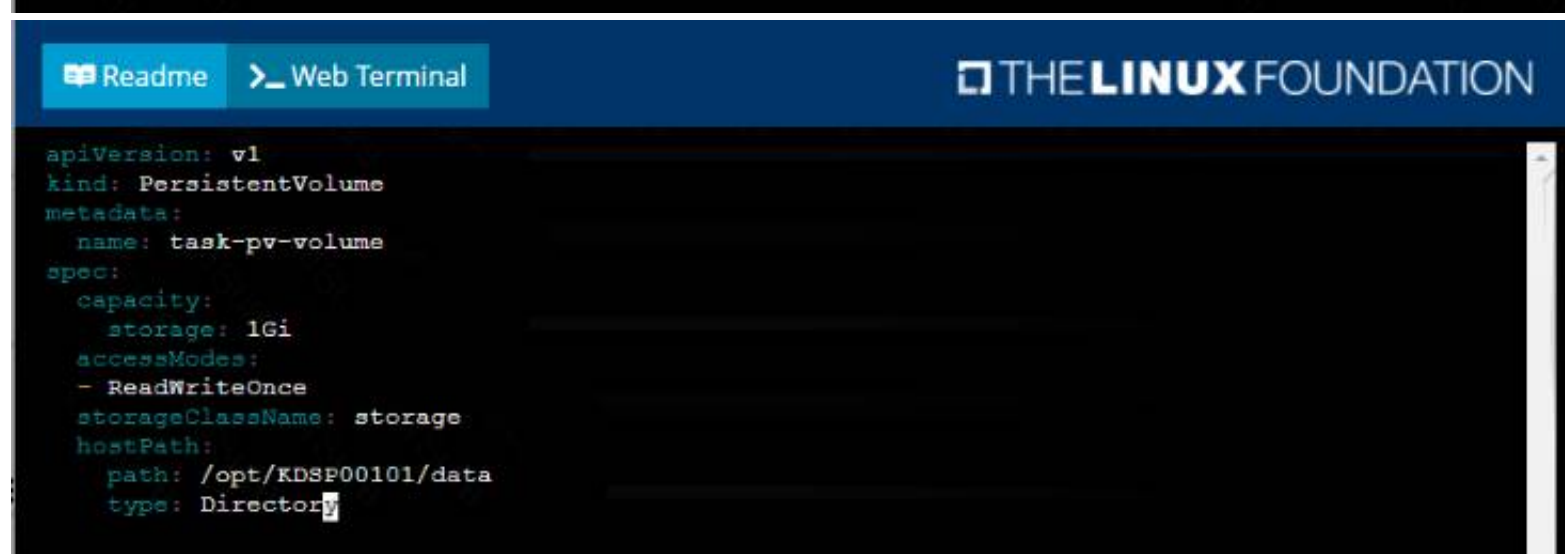 Readme >_ Web Terminal THE LINUX FOUNDATION
apiVersion: v1
kind: PersistentVolume
metadata:
  name: task-pv-volume
spec:
  capacity:
    storage: 1Gi
  accessModes:
  - ReadWriteOnce
  storageClassName: storage
  hostPath:
    path: /opt/KDSP00101/data
    type: Directory